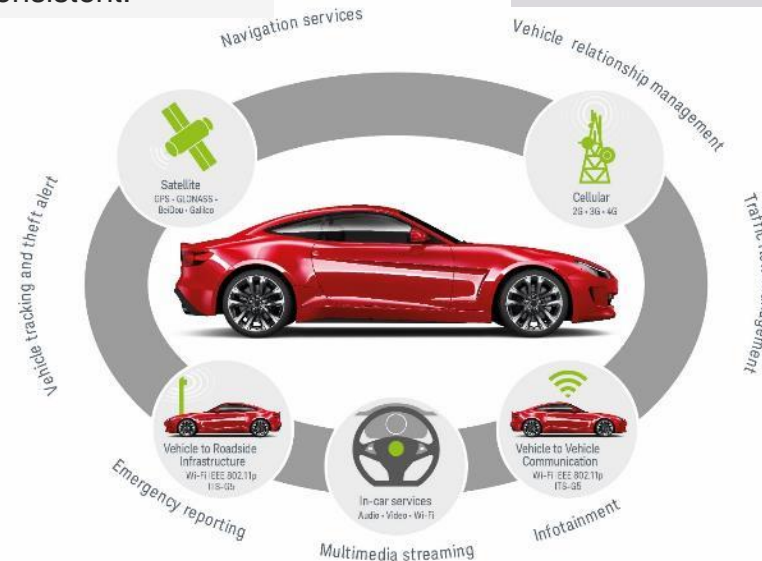 Navigation services
Vehicle relationship management
Satellite
GPS • GLONASS •
BeiDou • Galileo
Cellular
2G • 3G • 4G
Vehicle tracking and theft alert
Traffic
Vehicle to Roadside
Infrastructure
Wi-Fi IEEE 802.11p
ITS-G5
In-car services
Audio • Video • Wi-Fi
Vehicle to Vehicle
Communication
Wi-Fi IEEE 802.11p
ITS-G5
Emergency reporting
Multimedia streaming
Infotainment